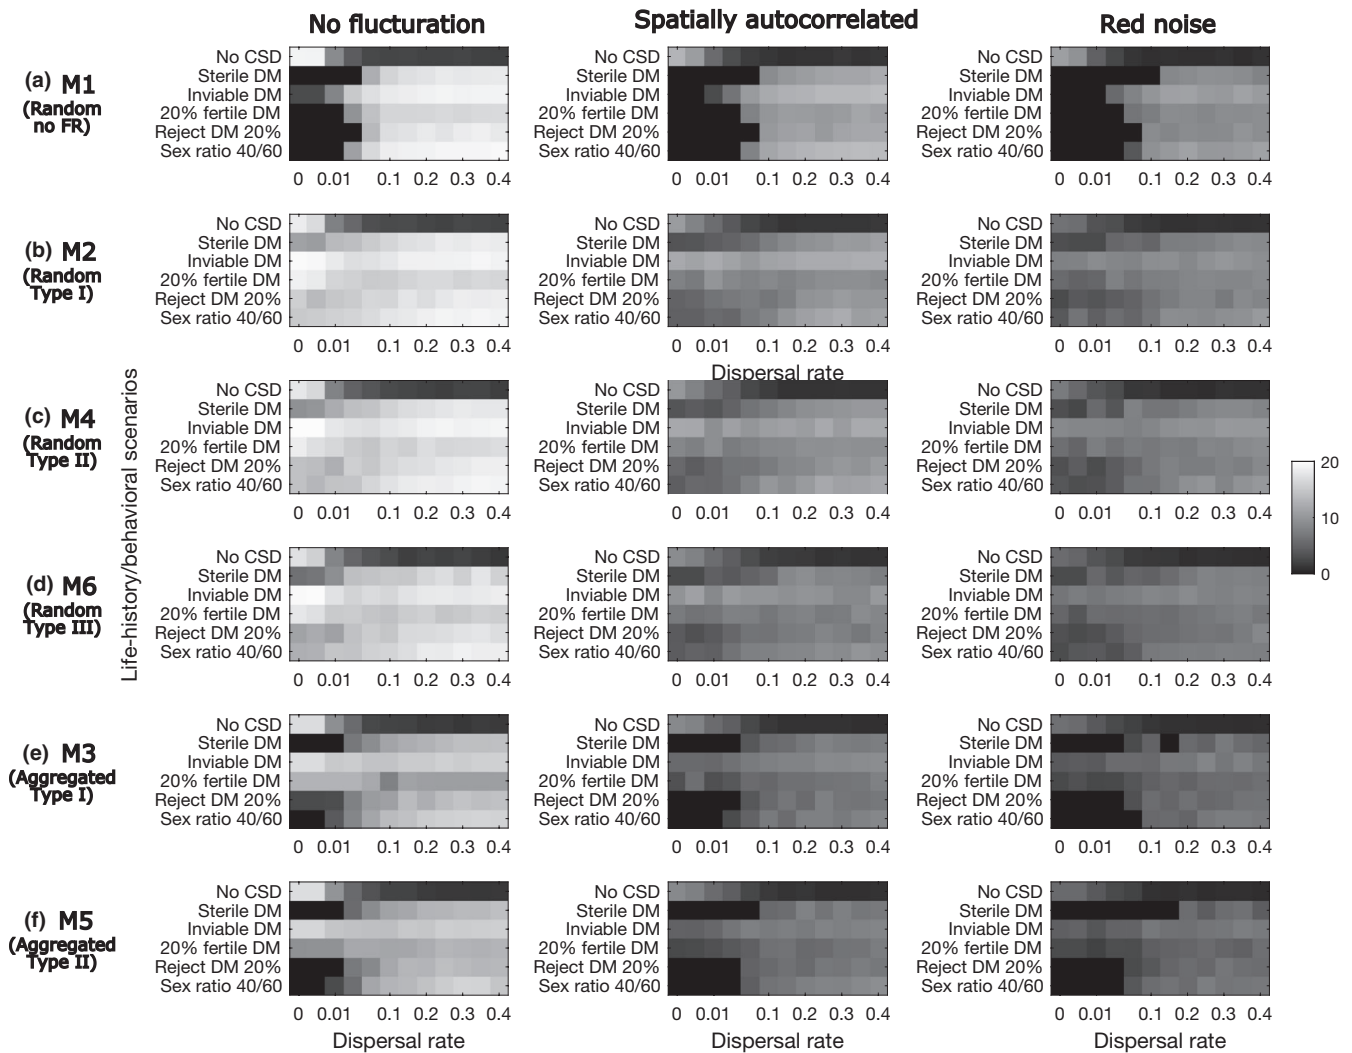 No flucturation
Spatially autocorrelated
Red noise
(a) M1
(Random
no FR)
No CSD
Sterile DM
Inviable DM
20% fertile DM
Reject DM 20%
Sex ratio 40/60
0 0.01 0.1 0.2 0.3 0.4
No CSD
Sterile DM
Inviable DM
20% fertile DM
Reject DM 20%
Sex ratio 40/60
0 0.01 0.1 0.2 0.3 0.4
No CSD
Sterile DM
Inviable DM
20% fertile DM
Reject DM 20%
Sex ratio 40/60
0 0.01 0.1 0.2 0.3 0.4
(b) M2
(Random
Type I)
No CSD
Sterile DM
Inviable DM
20% fertile DM
Reject DM 20%
Sex ratio 40/60
0 0.01 0.1 0.2 0.3 0.4
No CSD
Sterile DM
Inviable DM
20% fertile DM
Reject DM 20%
Sex ratio 40/60
0 0.01 0.1 0.2 0.3 0.4
Dispersal rate
No CSD
Sterile DM
Inviable DM
20% fertile DM
Reject DM 20%
Sex ratio 40/60
0 0.01 0.1 0.2 0.3 0.4
Life-history/behavioral scenarios
(c) M4
(Random
Type II)
No CSD
Sterile DM
Inviable DM
20% fertile DM
Reject DM 20%
Sex ratio 40/60
0 0.01 0.1 0.2 0.3 0.4
No CSD
Sterile DM
Inviable DM
20% fertile DM
Reject DM 20%
Sex ratio 40/60
0 0.01 0.1 0.2 0.3 0.4
No CSD
Sterile DM
Inviable DM
20% fertile DM
Reject DM 20%
Sex ratio 40/60
0 0.01 0.1 0.2 0.3 0.4
20
10
0
(d) M6
(Random
Type III)
No CSD
Sterile DM
Inviable DM
20% fertile DM
Reject DM 20%
Sex ratio 40/60
0 0.01 0.1 0.2 0.3 0.4
No CSD
Sterile DM
Inviable DM
20% fertile DM
Reject DM 20%
Sex ratio 40/60
0 0.01 0.1 0.2 0.3 0.4
No CSD
Sterile DM
Inviable DM
20% fertile DM
Reject DM 20%
Sex ratio 40/60
0 0.01 0.1 0.2 0.3 0.4
(e) M3
(Aggregated
Type I)
No CSD
Sterile DM
Inviable DM
20% fertile DM
Reject DM 20%
Sex ratio 40/60
0 0.01 0.1 0.2 0.3 0.4
No CSD
Sterile DM
Inviable DM
20% fertile DM
Reject DM 20%
Sex ratio 40/60
0 0.01 0.1 0.2 0.3 0.4
No CSD
Sterile DM
Inviable DM
20% fertile DM
Reject DM 20%
Sex ratio 40/60
0 0.01 0.1 0.2 0.3 0.4
(f) M5
(Aggregated
Type II)
No CSD
Sterile DM
Inviable DM
20% fertile DM
Reject DM 20%
Sex ratio 40/60
0 0.01 0.1 0.2 0.3 0.4
Dispersal rate
No CSD
Sterile DM
Inviable DM
20% fertile DM
Reject DM 20%
Sex ratio 40/60
0 0.01 0.1 0.2 0.3 0.4
Dispersal rate
No CSD
Sterile DM
Inviable DM
20% fertile DM
Reject DM 20%
Sex ratio 40/60
0 0.01 0.1 0.2 0.3 0.4
Dispersal rate